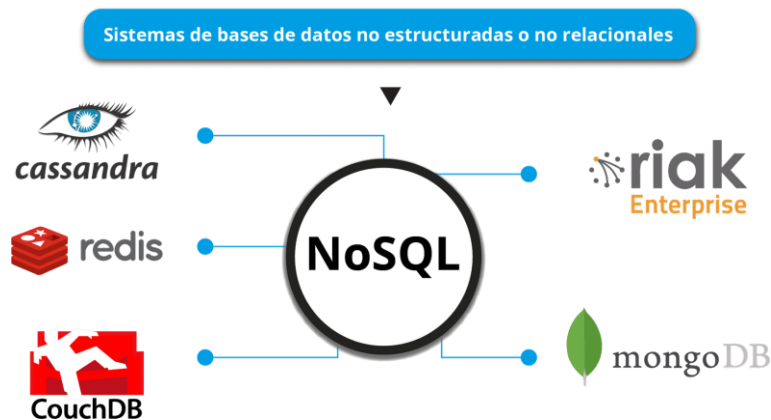 Sistemas de bases de datos no estructuradas o no relacionales
cassandra
redis
CouchDB
NoSQL
riak
Enterprise
mongoDB